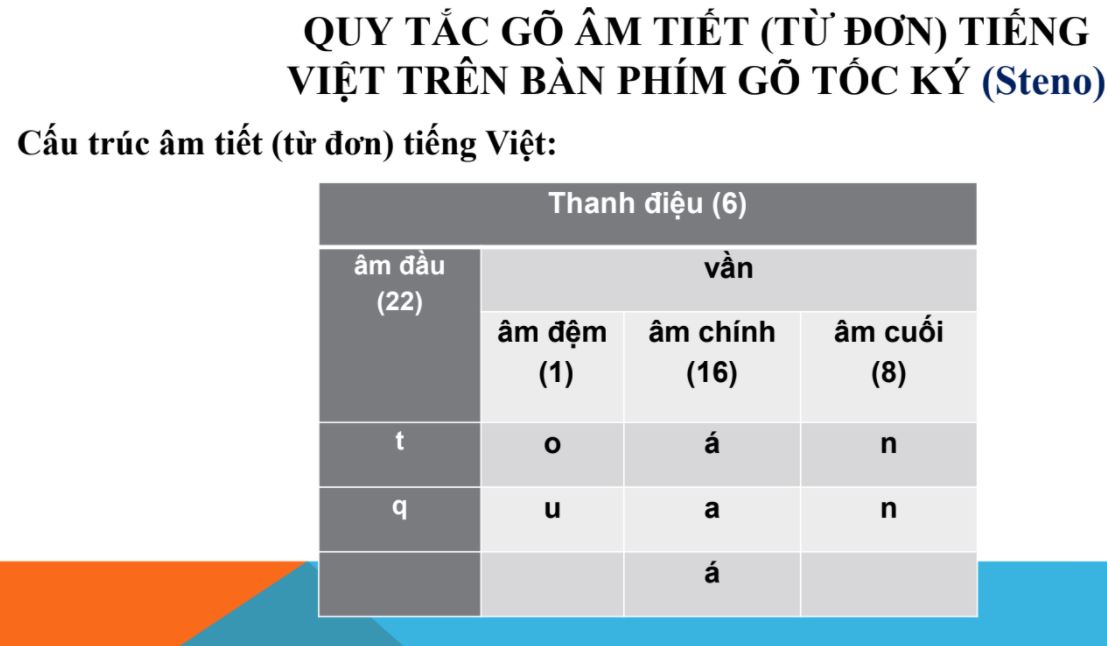 QUY TẮC GÕ ÂM TIẾT (TỪ ĐƠN) TIẾNG
VIỆT TRÊN BÀN PHÍM GÕ TỐC KÝ (Steno)
Cấu trúc âm tiết (từ đơn) tiếng Việt:
Thanh điệu (6)
âm đầu
(22)
vần
âm đệm
(1)
âm chính
(16)
âm cuối
(8)
t o á n
q u a n
á